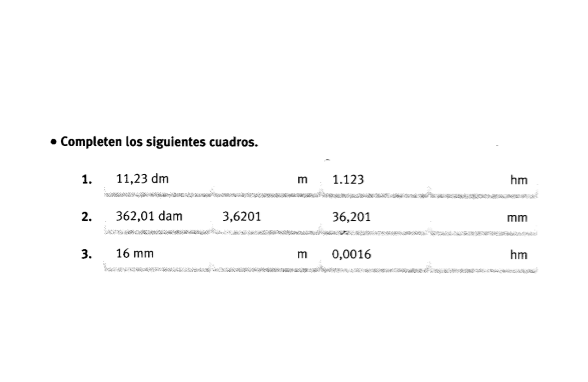 • Completen los siguientes cuadros.
1. 11,23 dm m 1.123 hm
2. 362,01 dam 3,6201 36,201 mm
3. 16 mm m 0,0016 hm